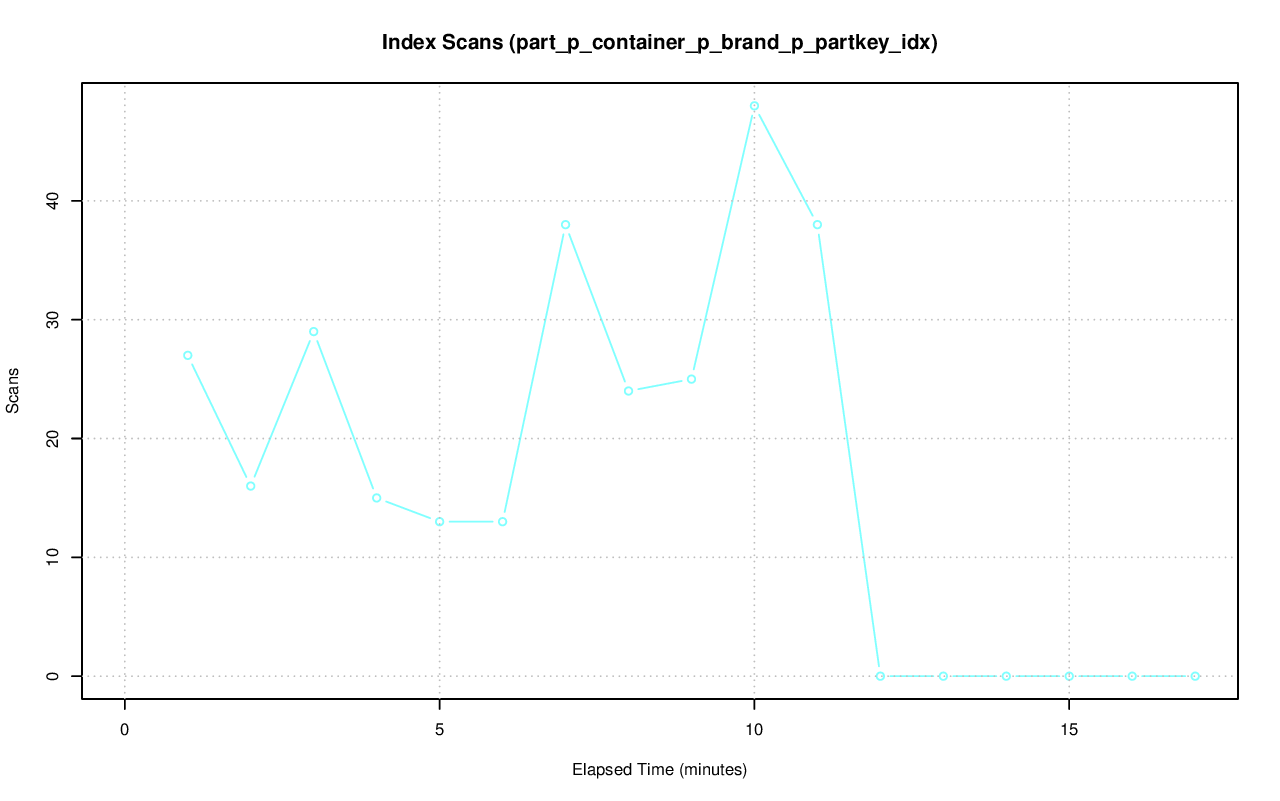 Index Scans (part_p_container_p_brand_p_partkey_idx)
Scans
40
30
20
10
0
0 5 10 15
Elapsed Time (minutes)